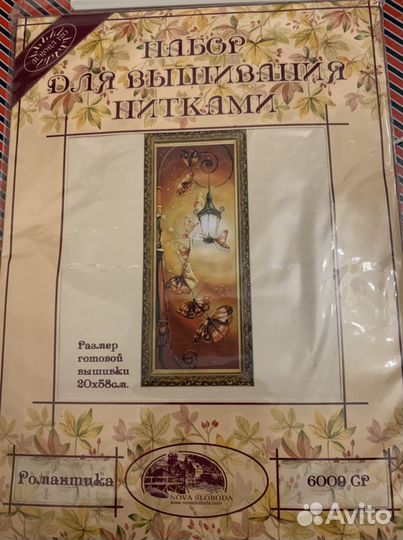 НАБОР
ДЛЯ ВЫШИВАНИЯ
НИТКАМИ
Размер
готовой
вышивки
20х58см.
Романтика
NOVA SLOBODA
6009 СР
Avito